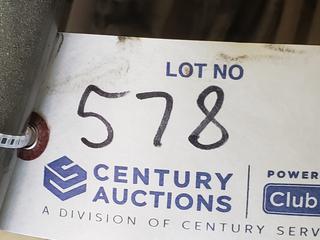 LOT NO
578
CENTURY
AUCTIONS
POWER
Club
A DIVISION OF CENTURY SERV